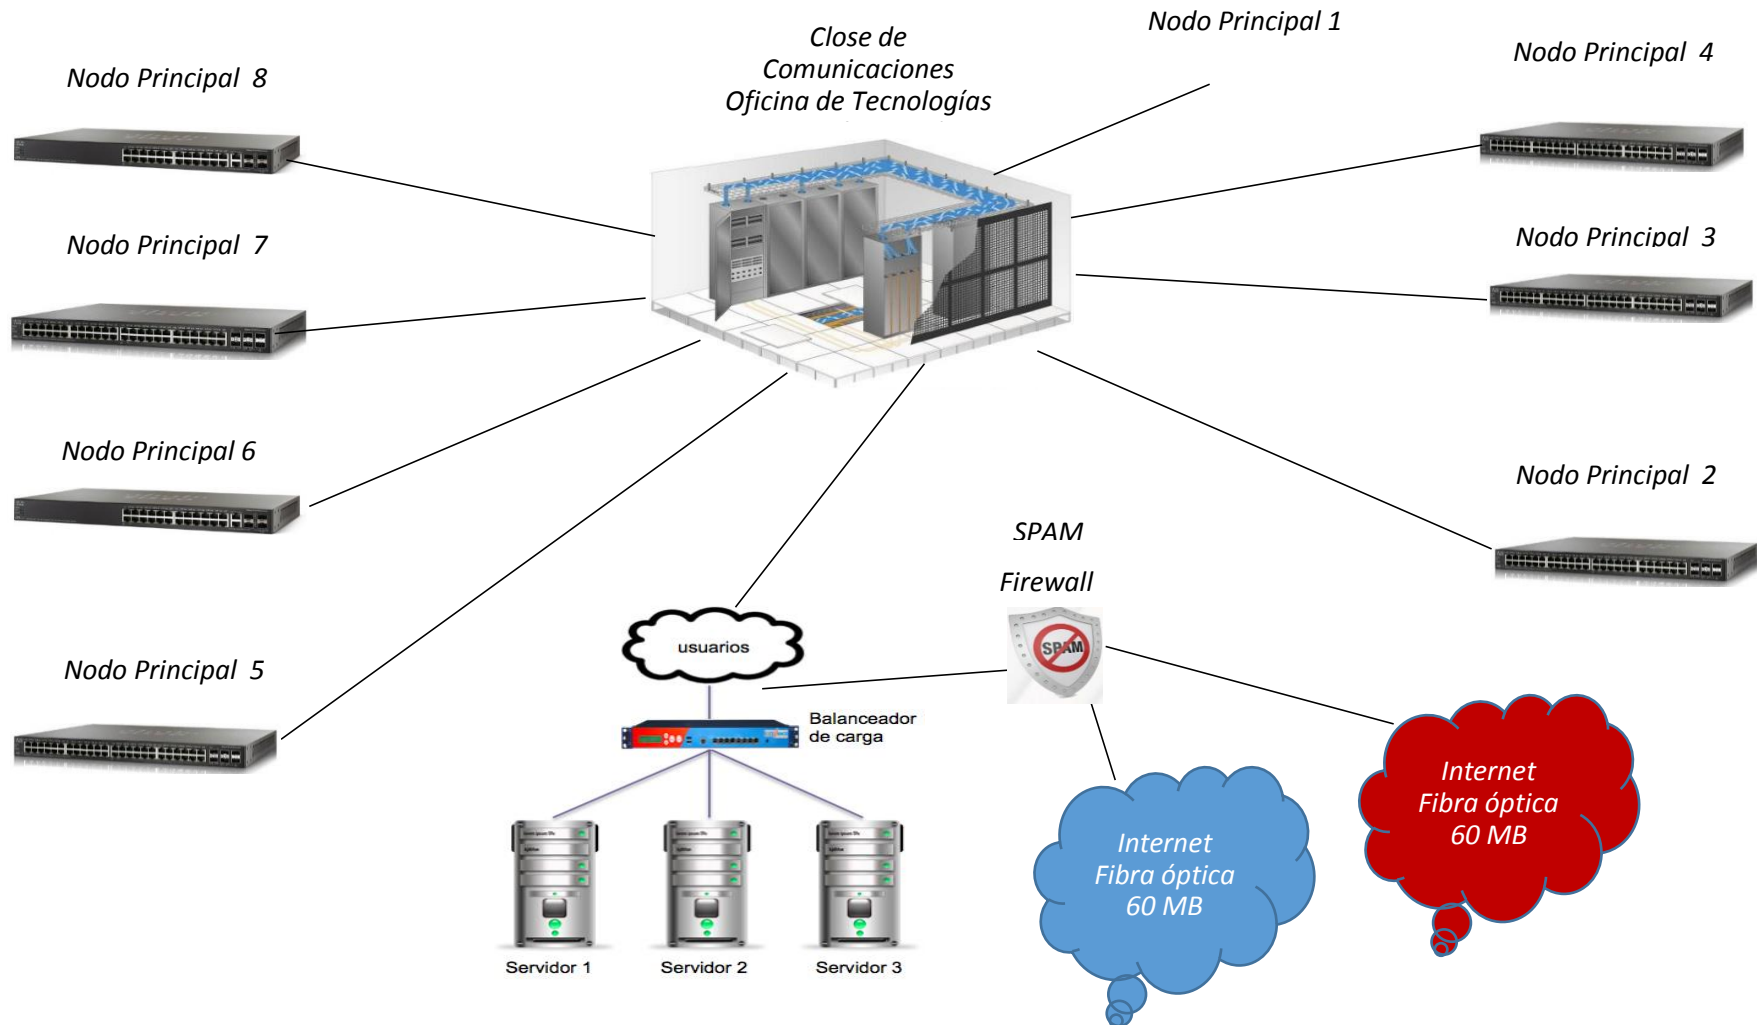 Nodo Principal 1
Close de
Comunicaciones
Oficina de Tecnologías
Nodo Principal 4
Nodo Principal 8
Nodo Principal 7
Nodo Principal 3
Nodo Principal 6
Nodo Principal 2
SPAM
Firewall
SPAM
usuarios
Nodo Principal 5
Balanceador
de carga
Internet
Fibra óptica
60 MB
Internet
Fibra óptica
60 MB
Servidor 1
Servidor 2
Servidor 3